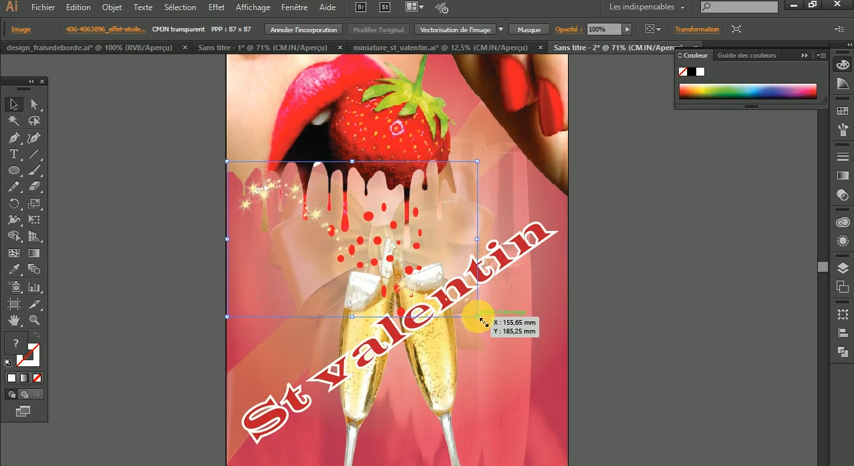 Ai Fichier Edition Objet Texte Sélection Effet Affichage Fenêtre Aide Br St Les indispensables
Image 406-4063896_effet-etoile... CMJN transparent PPP : 87 x 87 Annuler l'incorporation Modifier l'original Vectorisation de l'image Masque Opacité : 100% Transformation
design_fraisedeborde.ai* @ 100% (RVB/Aperçu) × Sans titre - 1* @ 71% (CMJN/Aperçu) × miniature_st_valentin.ai* @ 12,5% (CMJN/Aperçu) × Sans titre - 2* @ 71% (CMJN/Aperçu)
Couleur Guide des couleurs
St valentin
X : 155,65 mm
Y : 185,25 mm